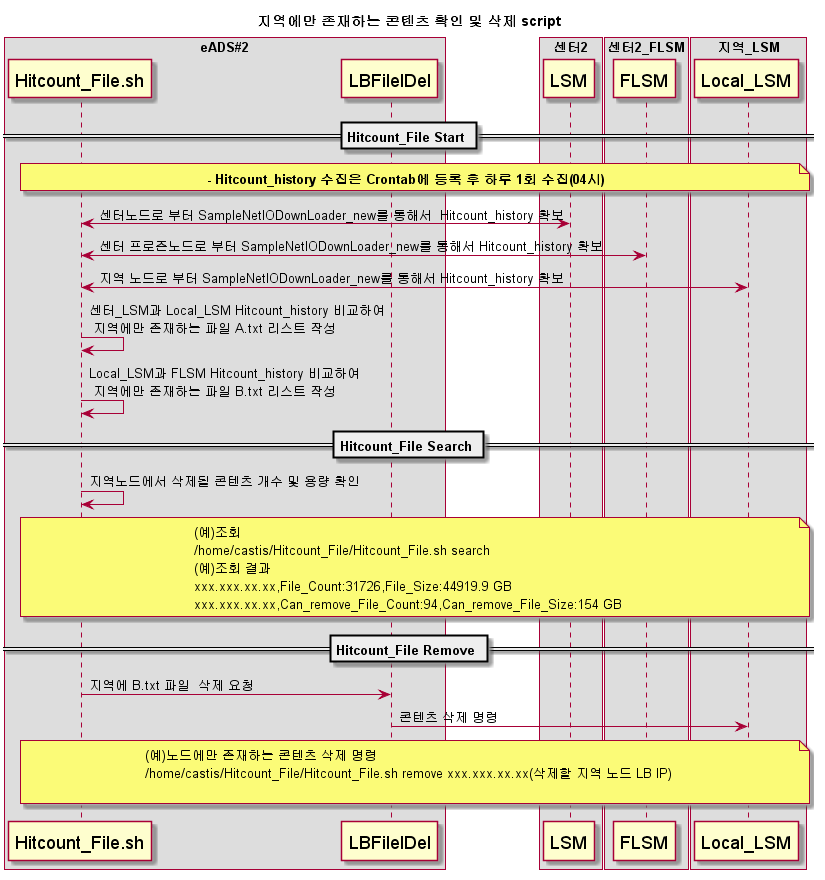 지역에만 존재하는 콘텐츠 확인 및 삭제 script
eADS#2
센터2
센터2_FLSM
지역_LSM
Hitcount_File.sh
LBFileIDel
LSM
FLSM
Local_LSM
Hitcount_File Start
- Hitcount_history 수집은 Crontab에 등록 후 하루 1회 수집(04시)
센터노드로 부터 SampleNetIODownLoader_new를 통해서 Hitcount_history 확보
센터 프로즌노드로 부터 SampleNetIODownLoader_new를 통해서 Hitcount_history 확보
지역 노드로 부터 SampleNetIODownLoader_new를 통해서 Hitcount_history 확보
센터_LSM과 Local_LSM Hitcount_history 비교하여
지역에만 존재하는 파일 A.txt 리스트 작성
Local_LSM과 FLSM Hitcount_history 비교하여
지역에만 존재하는 파일 B.txt 리스트 작성
Hitcount_File Search
지역노드에서 삭제될 콘텐츠 개수 및 용량 확인
(예)조회
/home/castis/Hitcount_File/Hitcount_File.sh search
(예)조회 결과
xxx.xxx.xx.xx,File_Count:31726,File_Size:44919.9 GB
xxx.xxx.xx.xx,Can_remove_File_Count:94,Can_remove_File_Size:154 GB
Hitcount_File Remove
지역에 B.txt 파일 삭제 요청
콘텐츠 삭제 명령
(예)노드에만 존재하는 콘텐츠 삭제 명령
/home/castis/Hitcount_File/Hitcount_File.sh remove xxx.xxx.xx.xx(삭제할 지역 노드 LB IP)
Hitcount_File.sh
LBFileIDel
LSM
FLSM
Local_LSM